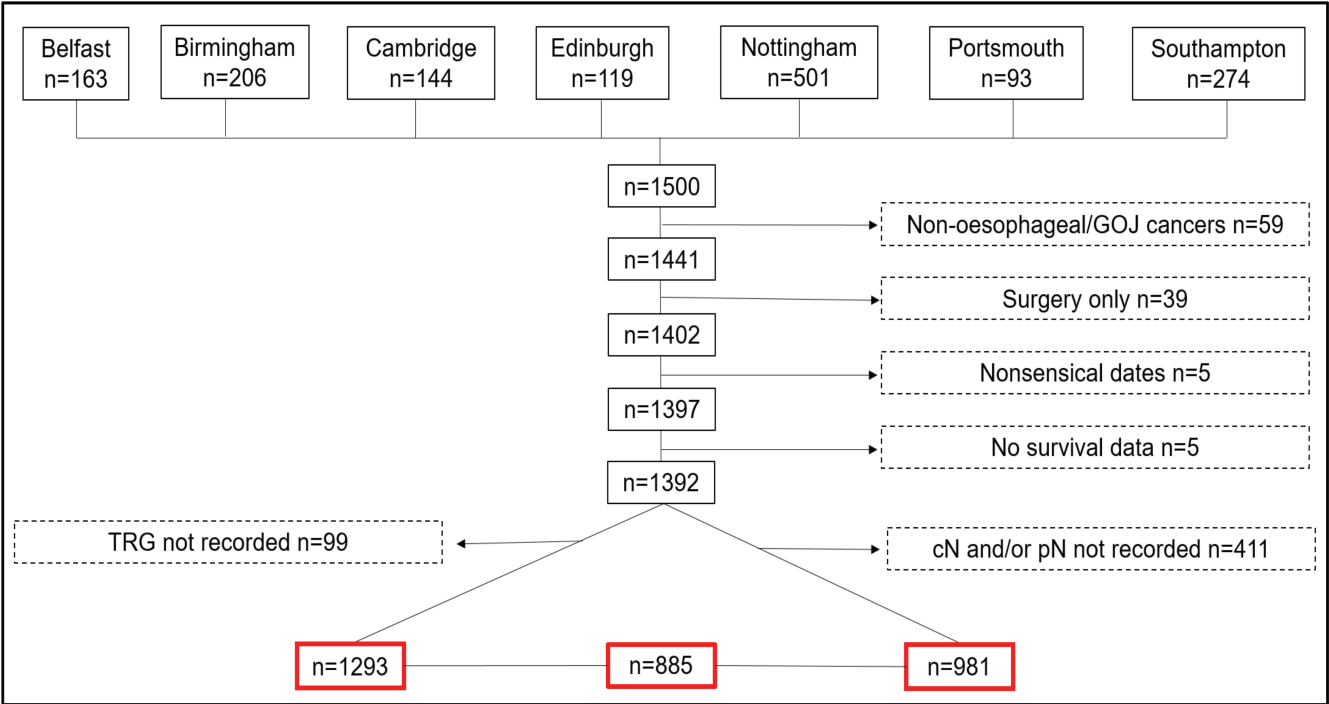 Belfast
n=163
Birmingham
n=206
Cambridge
n=144
Edinburgh
n=119
Nottingham
n=501
Portsmouth
n=93
Southampton
n=274
n=1500
Non-oesophageal/GOJ cancers n=59
n=1441
Surgery only n=39
n=1402
Nonsensical dates n=5
n=1397
No survival data n=5
n=1392
TRG not recorded n=99
cN and/or pN not recorded n=411
n=1293
n=885
n=981